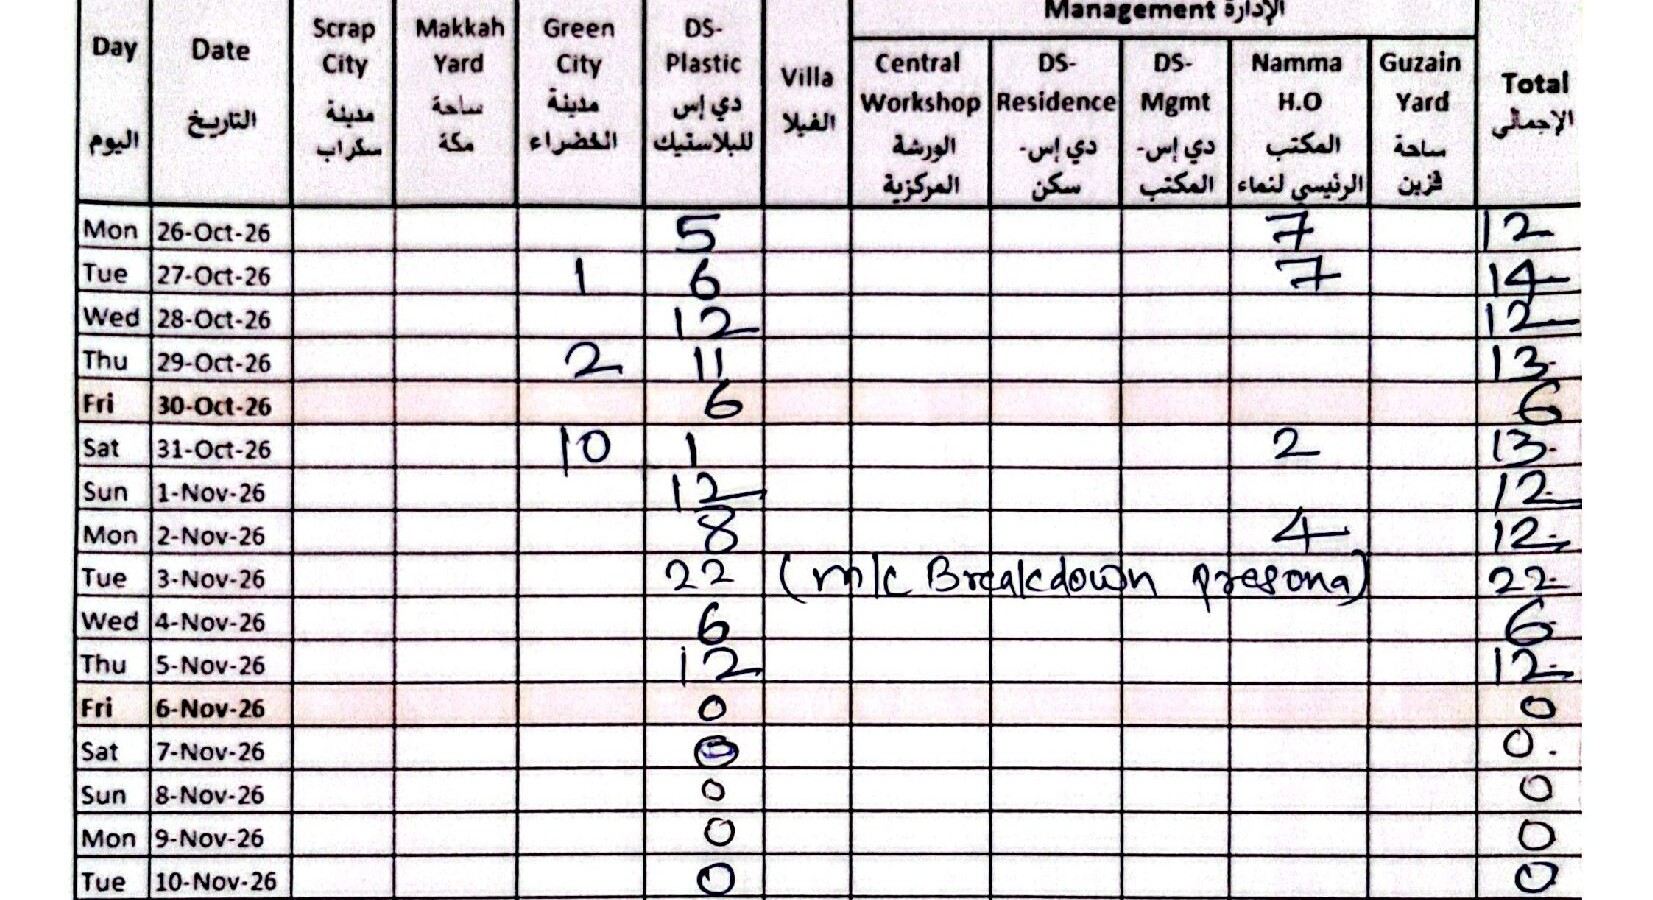 Management الإدارة
Day Date Scrap City Makkah Yard Green City DS-Plastic Villa Central Workshop DS-Residence DS-Mgmt Namma H.O Guzain Yard Total
اليوم التاريخ مدينة سكراب ساحة مكة مدينة الخضراء دي إس للبلاستيك الفيلا الورشة المركزية دي إس- سكن دي إس- المكتب المكتب الرئيسي لنماء ساحة قزين الإجمالي
Mon 26-Oct-26 5 7 12
Tue 27-Oct-26 1 6 7 14
Wed 28-Oct-26 12 12
Thu 29-Oct-26 2 11 13
Fri 30-Oct-26 6 6
Sat 31-Oct-26 10 1 2 13
Sun 1-Nov-26 12 12
Mon 2-Nov-26 8 4 12
Tue 3-Nov-26 22 (m/c Breakdown presona) 22
Wed 4-Nov-26 6 6
Thu 5-Nov-26 12 12
Fri 6-Nov-26 0 0
Sat 7-Nov-26 0 0
Sun 8-Nov-26 0 0
Mon 9-Nov-26 0 0
Tue 10-Nov-26 0 0